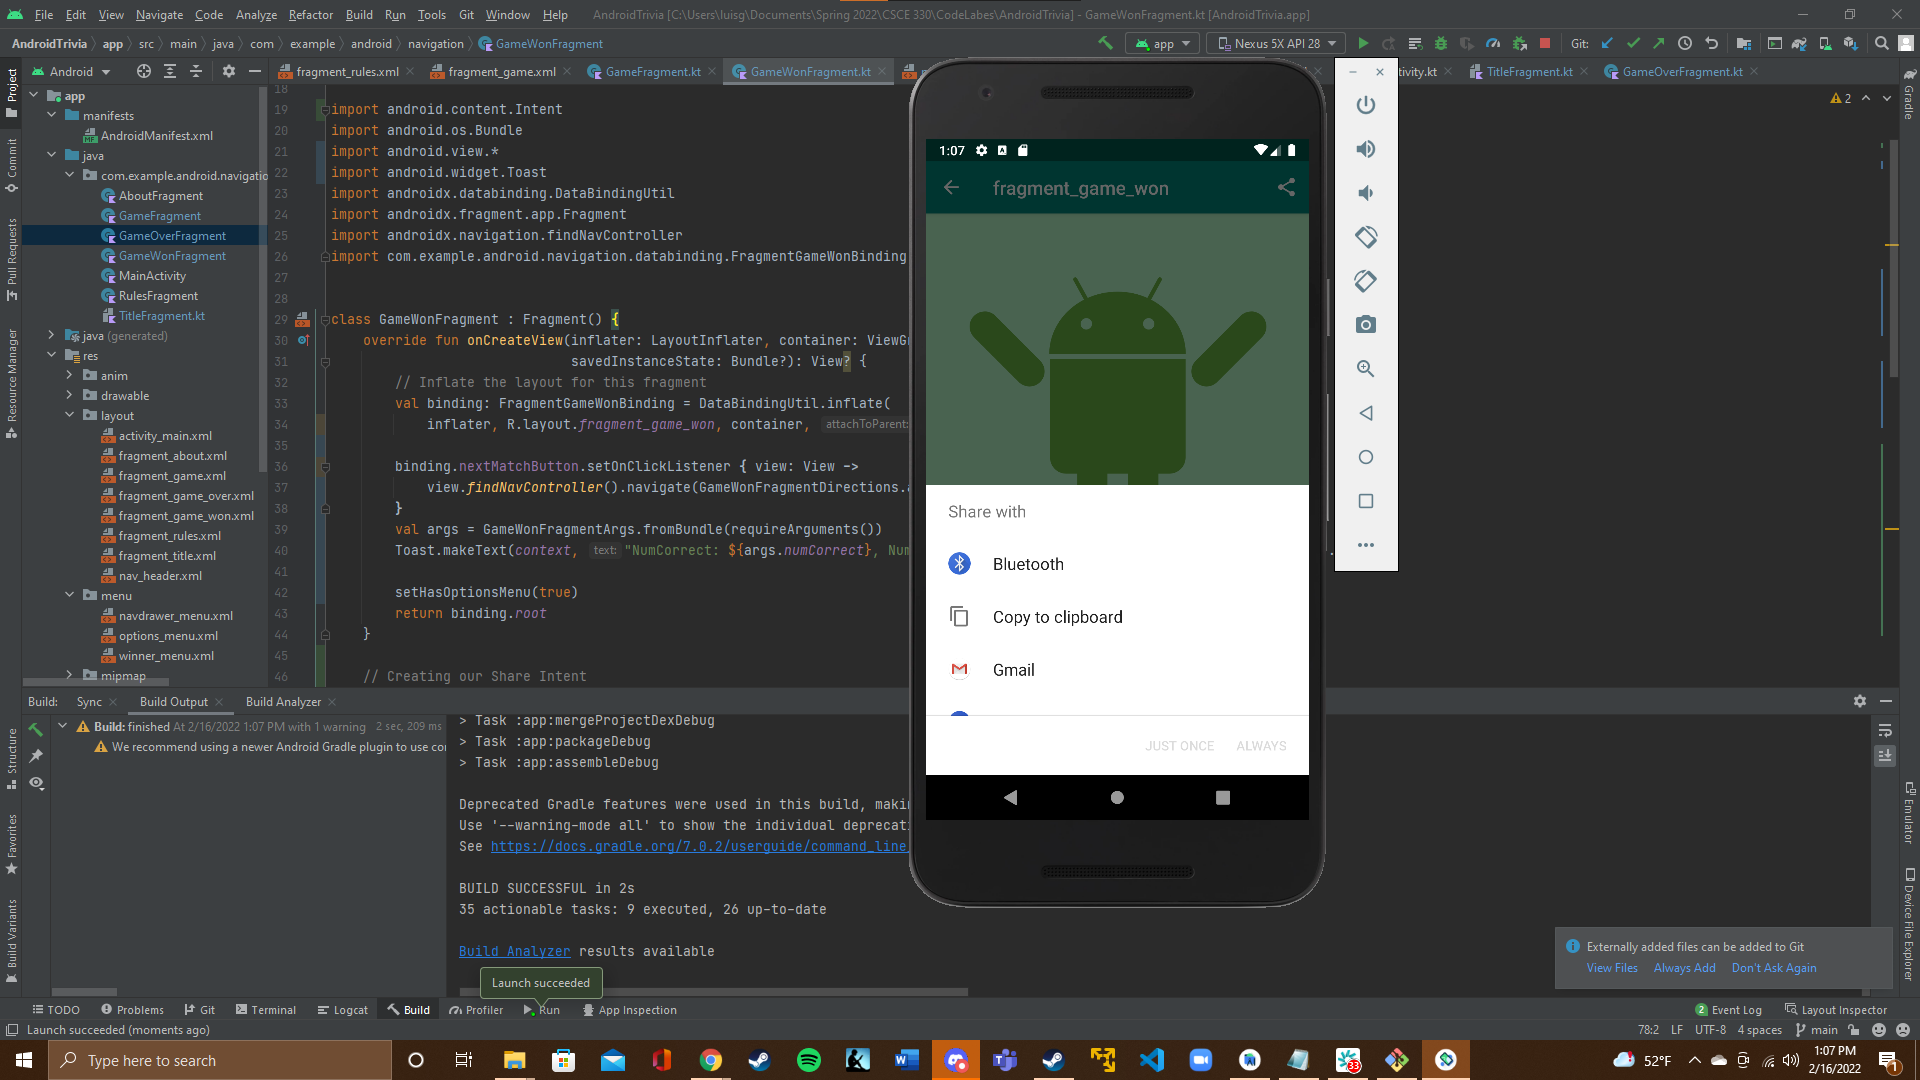 File Edit View Navigate Code Analyze Refactor Build Run Tools Git Window Help AndroidTrivia [C:\Users\luisg\Documents\Spring 2022\CSCE 330\CodeLabes\AndroidTrivia] - GameWonFragment.kt [AndroidTrivia.app]
AndroidTrivia app src main java com example android navigation GameWonFragment app Nexus 5X API 28 Git:
Android fragment_rules.xml fragment_game.xml GameFragment.kt GameWonFragment.kt tivity.kt TitleFragment.kt GameOverFragment.kt
Project
Commit
Pull Requests
Resource Manager
Structure
Favorites
Build Variants
app
manifests
AndroidManifest.xml
java
com.example.android.navigatio
AboutFragment
GameFragment
GameOverFragment
GameWonFragment
MainActivity
RulesFragment
TitleFragment.kt
java (generated)
res
anim
drawable
layout
activity_main.xml
fragment_about.xml
fragment_game.xml
fragment_game_over.xml
fragment_game_won.xml
fragment_rules.xml
fragment_title.xml
nav_header.xml
menu
navdrawer_menu.xml
options_menu.xml
winner_menu.xml
mipmap
18
19 import android.content.Intent
20 import android.os.Bundle
21 import android.view.*
22 import android.widget.Toast
23 import androidx.databinding.DataBindingUtil
24 import androidx.fragment.app.Fragment
25 import androidx.navigation.findNavController
26 import com.example.android.navigation.databinding.FragmentGameWonBinding
27
28
29 class GameWonFragment : Fragment() {
30 override fun onCreateView(inflater: LayoutInflater, container: ViewG
31 savedInstanceState: Bundle?): View? {
32 // Inflate the layout for this fragment
33 val binding: FragmentGameWonBinding = DataBindingUtil.inflate(
34 inflater, R.layout.fragment_game_won, container, attachToParent:
35
36 binding.nextMatchButton.setOnClickListener { view: View ->
37 view.findNavController().navigate(GameWonFragmentDirections.a
38 }
39 val args = GameWonFragmentArgs.fromBundle(requireArguments())
40 Toast.makeText(context, text: "NumCorrect: ${args.numCorrect}, Num
41
42 setHasOptionsMenu(true)
43 return binding.root
44 }
45
46 // Creating our Share Intent
2
Gradle
Emulator
Device File Explorer
1:07
fragment_game_won
Share with
Bluetooth
Copy to clipboard
Gmail
JUST ONCE ALWAYS
Build: Sync Build Output Build Analyzer
Build: finished At 2/16/2022 1:07 PM with 1 warning 2 sec, 209 ms
We recommend using a newer Android Gradle plugin to use co
> Task :app:mergeProjectDexDebug
> Task :app:packageDebug
> Task :app:assembleDebug
Deprecated Gradle features were used in this build, maki
Use '--warning-mode all' to show the individual deprecati
See https://docs.gradle.org/7.0.2/userguide/command_line_
BUILD SUCCESSFUL in 2s
35 actionable tasks: 9 executed, 26 up-to-date
Build Analyzer results available
Launch succeeded
Externally added files can be added to Git
View Files Always Add Don't Ask Again
TODO Problems Git Terminal Logcat Build Profiler Run App Inspection 2 Event Log Layout Inspector
Launch succeeded (moments ago) 78:2 LF UTF-8 4 spaces main
Type here to search
33
52°F
1:07 PM
2/16/2022
1